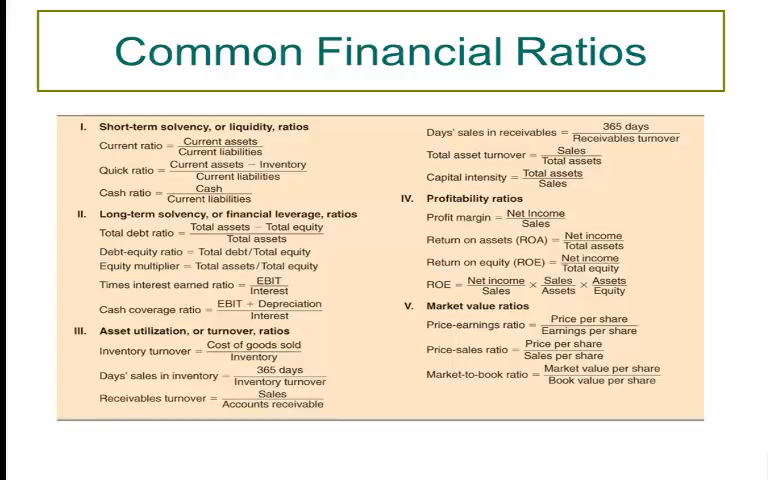 Common Financial Ratios
I. Short-term solvency, or liquidity, ratios
Current ratio = Current assets / Current liabilities
Quick ratio = Current assets − Inventory / Current liabilities
Cash ratio = Cash / Current liabilities
II. Long-term solvency, or financial leverage, ratios
Total debt ratio = Total assets − Total equity / Total assets
Debt-equity ratio = Total debt/Total equity
Equity multiplier = Total assets/Total equity
Times interest earned ratio = EBIT / Interest
Cash coverage ratio = EBIT + Depreciation / Interest
III. Asset utilization, or turnover, ratios
Inventory turnover = Cost of goods sold / Inventory
Days' sales in inventory = 365 days / Inventory turnover
Receivables turnover = Sales / Accounts receivable
Days' sales in receivables = 365 days / Receivables turnover
Total asset turnover = Sales / Total assets
Capital intensity = Total assets / Sales
IV. Profitability ratios
Profit margin = Net Income / Sales
Return on assets (ROA) = Net income / Total assets
Return on equity (ROE) = Net income / Total equity
ROE = Net income / Sales × Sales / Assets × Assets / Equity
V. Market value ratios
Price-earnings ratio = Price per share / Earnings per share
Price-sales ratio = Price per share / Sales per share
Market-to-book ratio = Market value per share / Book value per share